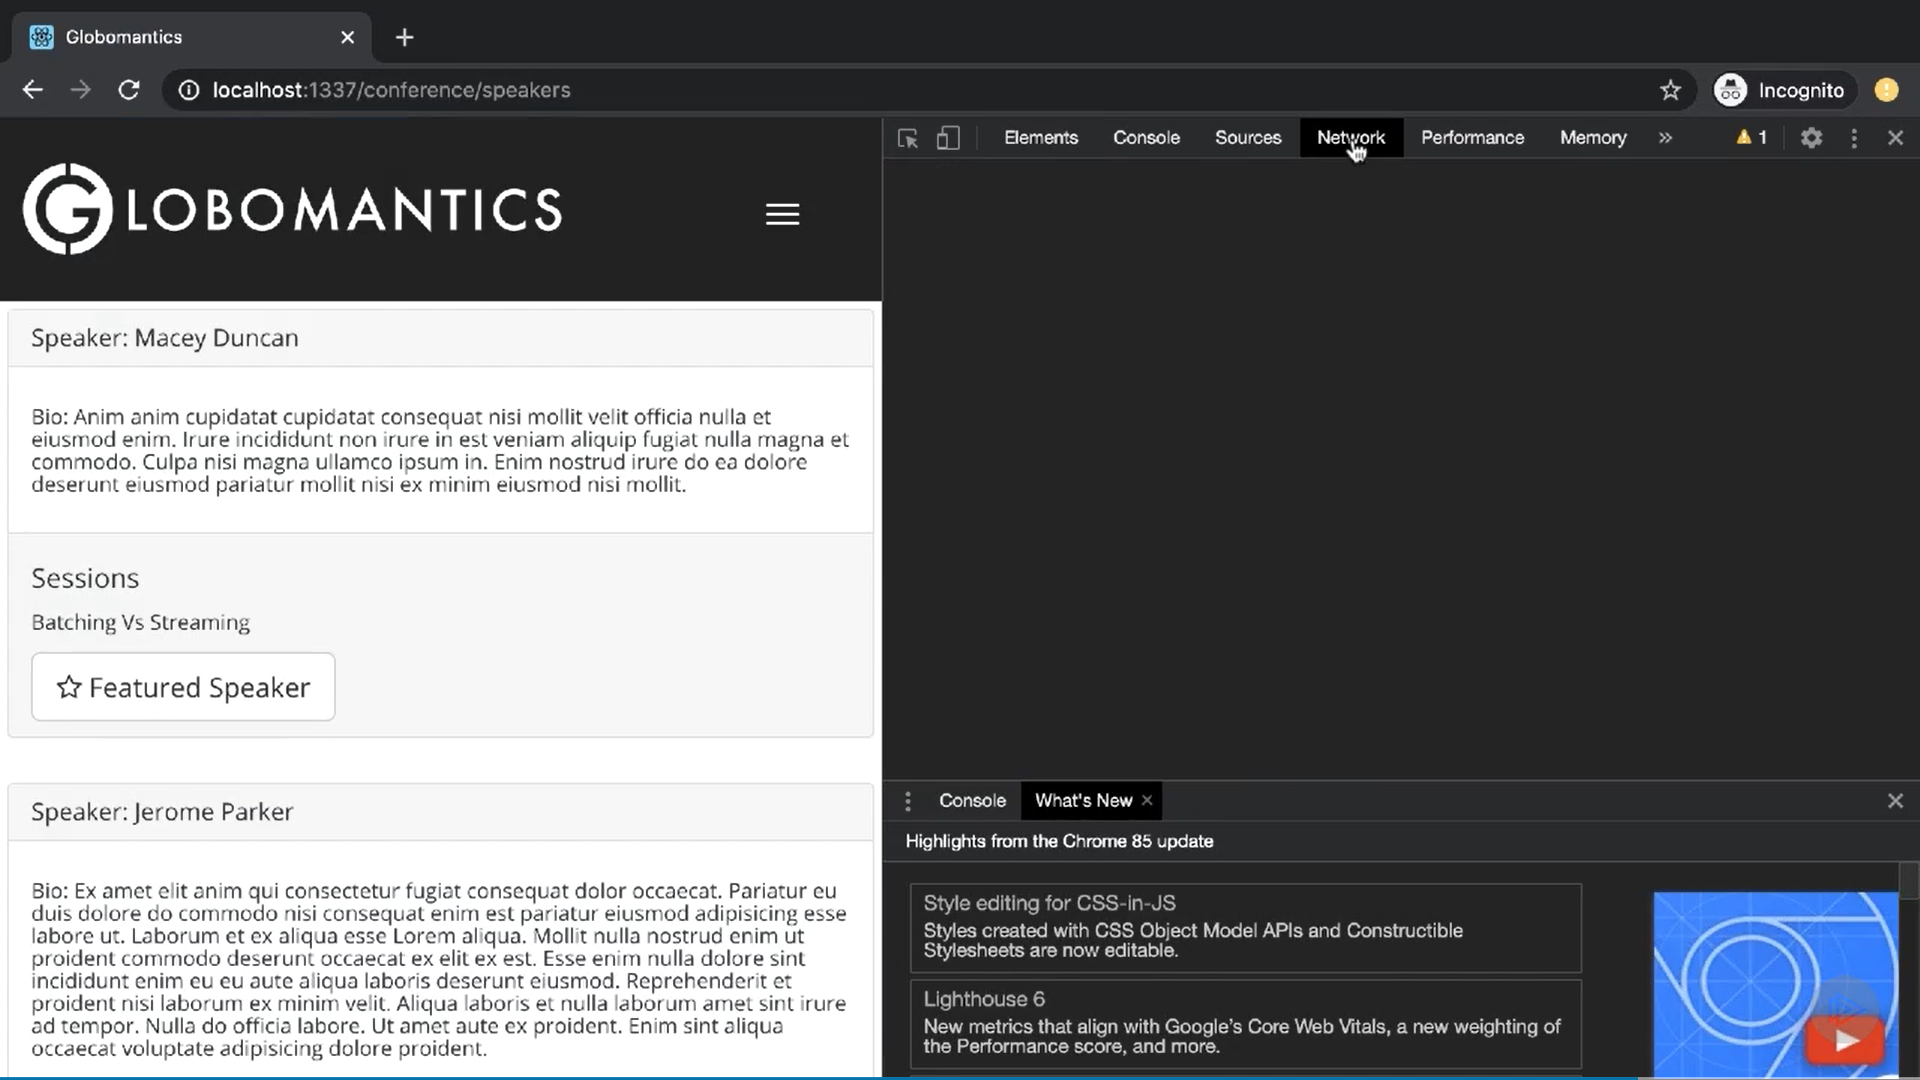 Globomantics
localhost:1337/conference/speakers
Incognito
Elements Console Sources Network Performance Memory 1
GLOBOMANTICS
Speaker: Macey Duncan
Bio: Anim anim cupidatat cupidatat consequat nisi mollit velit officia nulla et
eiusmod enim. Irure incididunt non irure in est veniam aliquip fugiat nulla magna et
commodo. Culpa nisi magna ullamco ipsum in. Enim nostrud irure do ea dolore
deserunt eiusmod pariatur mollit nisi ex minim eiusmod nisi mollit.
Sessions
Batching Vs Streaming
Featured Speaker
Speaker: Jerome Parker
Bio: Ex amet elit anim qui consectetur fugiat consequat dolor occaecat. Pariatur eu
duis dolore do commodo nisi consequat enim est pariatur eiusmod adipisicing esse
labore ut. Laborum et ex aliqua esse Lorem aliqua. Mollit nulla nostrud enim ut
proident commodo deserunt occaecat ex elit ex est. Esse enim nulla dolore sint
incididunt enim eu eu aute aliqua laboris deserunt eiusmod. Reprehenderit et
proident nisi laborum ex minim velit. Aliqua laboris et nulla laborum amet sint irure
ad tempor. Nulla do officia labore. Ut amet aute ex proident. Enim sint aliqua
occaecat voluptate adipisicing dolore proident.
Console What's New
Highlights from the Chrome 85 update
Style editing for CSS-in-JS
Styles created with CSS Object Model APIs and Constructible
Stylesheets are now editable.
Lighthouse 6
New metrics that align with Google's Core Web Vitals, a new weighting of
the Performance score, and more.